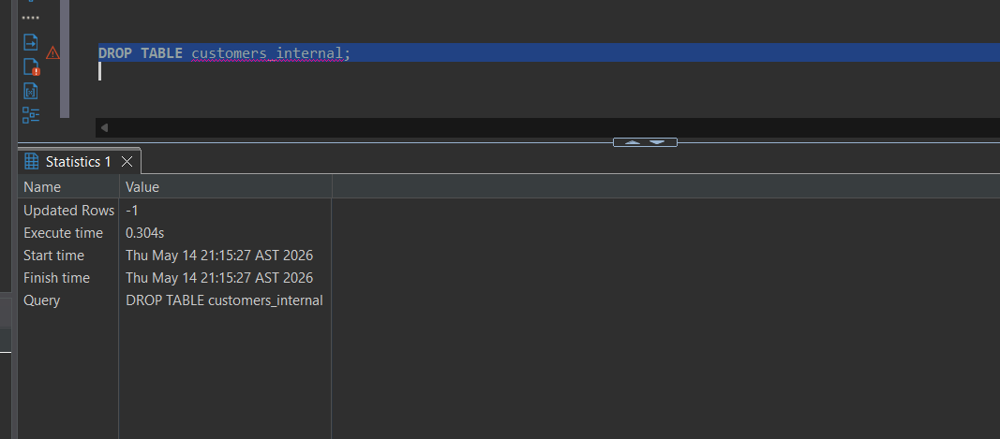 DROP TABLE customers_internal;
Statistics 1
Name Value
Updated Rows -1
Execute time 0.304s
Start time Thu May 14 21:15:27 AST 2026
Finish time Thu May 14 21:15:27 AST 2026
Query DROP TABLE customers_internal